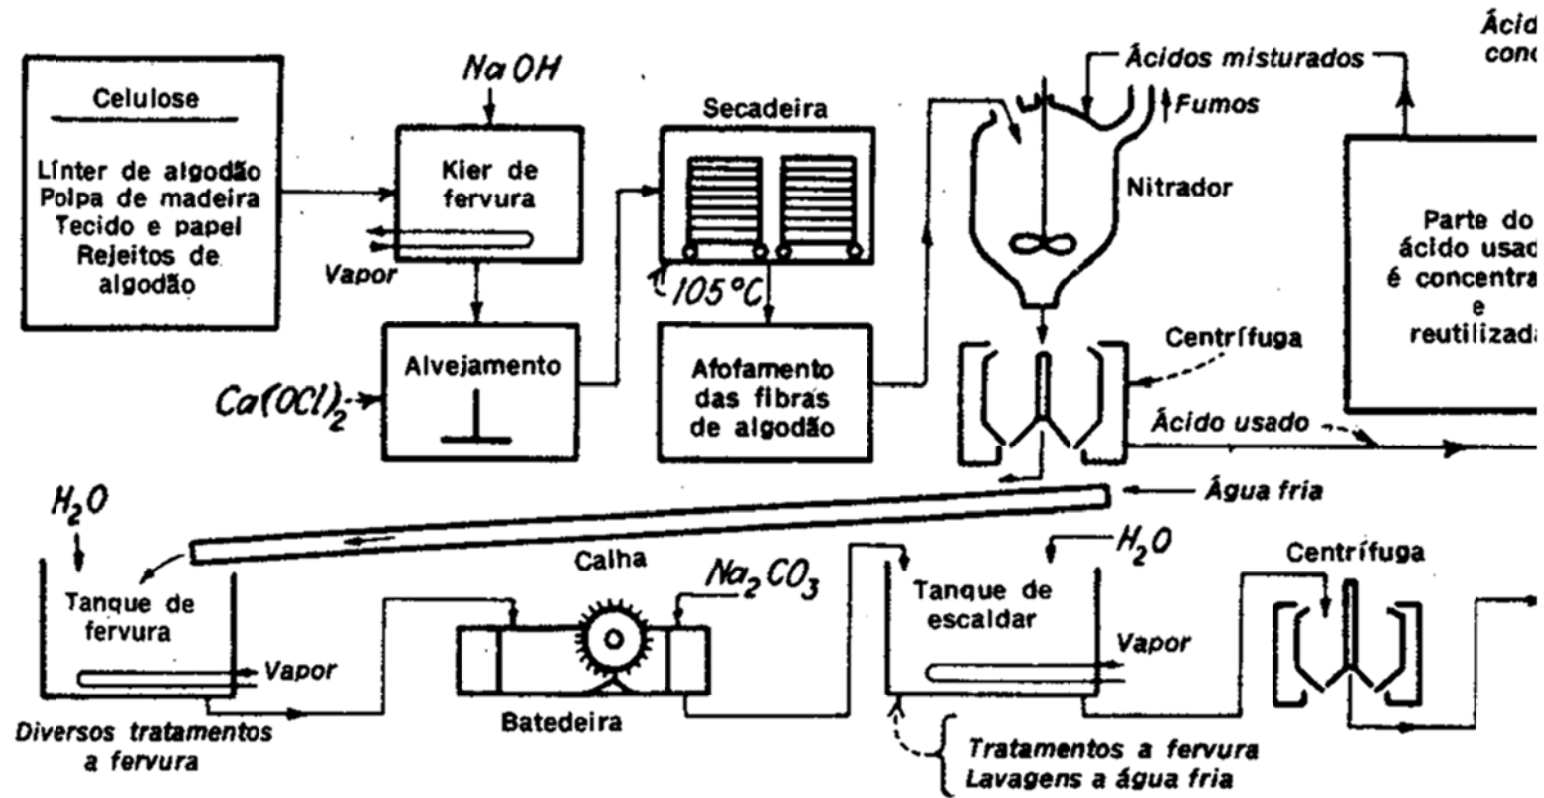 Celulose
Línter de algodão
Polpa de madeira
Tecido e papel
Rejeitos de
algodão
NaOH
Kier de
fervura
Vapor
Ca(OCl)2
Alvejamento
Secadeira
105°C
Afofamento
das fibras
de algodão
Ácidos misturados
Fumos
Nitrador
Centrífuga
Ácido usado
Parte do
ácido
é
e
Água fria
Calha
H2O
Tanque de
fervura
Vapor
Diversos tratamentos
a fervura
Na2CO3
Batedeira
H2O
Tanque de
escaldar
Vapor
Tratamentos a fervura
Lavagens a água fria
Centrífuga